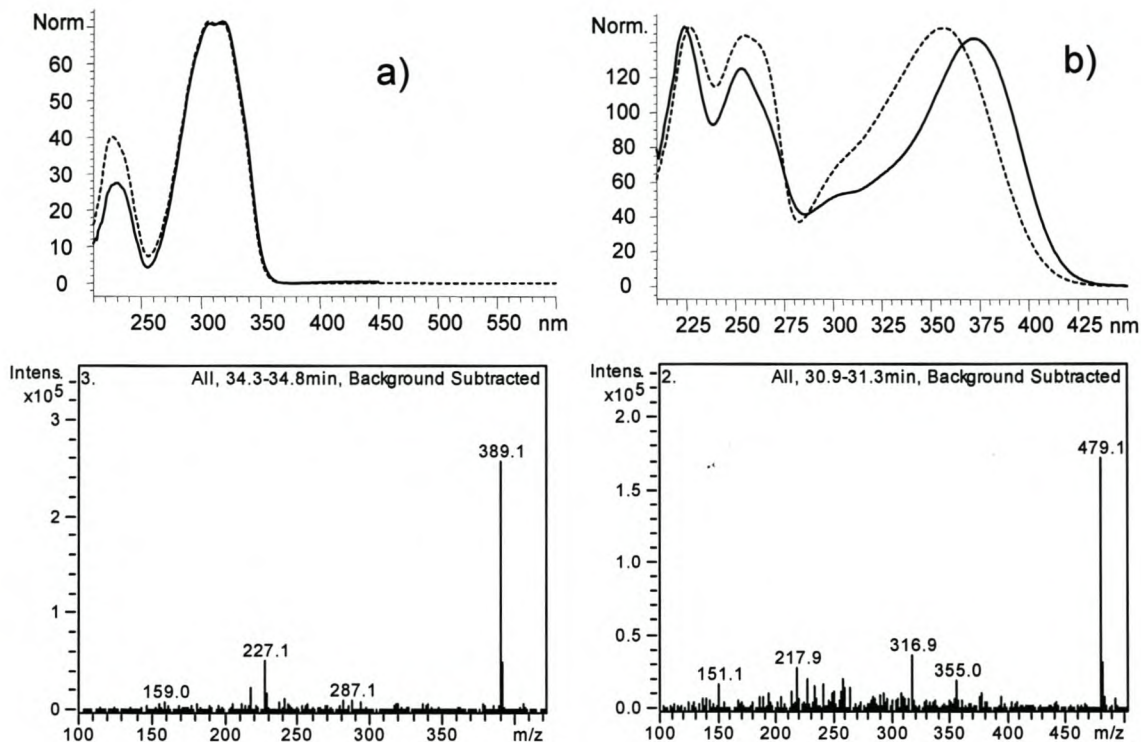 Norm.
a)
60
50
40
30
20
10
0
250 300 350 400 450 500 550 nm
Norm.
b)
120
100
80
60
40
20
0
225 250 275 300 325 350 375 425 nm
Intens.
x10⁵
3. All, 34.3-34.8min, Background Subtracted
3
2
1
0
389.1
227.1
159.0
287.1
100 150 200 250 300 350 m/z
Intens.
x10⁵
2. All, 30.9-31.3min, Background Subtracted
2.0
1.5
1.0
0.5
0.0
479.1
316.9
217.9
355.0
151.1
100 150 200 250 300 350 400 450 m/z